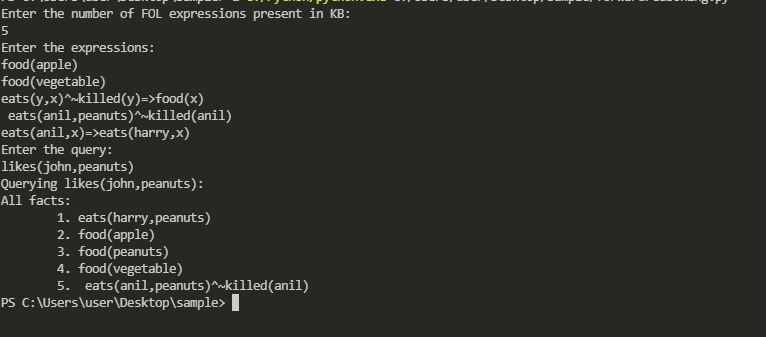 Enter the number of FOL expressions present in KB:
5
Enter the expressions:
food(apple)
food(vegetable)
eats(y,x)^~killed(y)=>food(x)
 eats(anil,peanuts)^~killed(anil)
eats(anil,x)=>eats(harry,x)
Enter the query:
likes(john,peanuts)
Querying likes(john,peanuts):
All facts:
        1. eats(harry,peanuts)
        2. food(apple)
        3. food(peanuts)
        4. food(vegetable)
        5.  eats(anil,peanuts)^~killed(anil)
PS C:\Users\user\Desktop\sample>